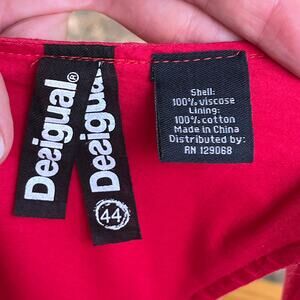 Desigual®
Desigual
44
Shell:
100% viscose
Lining:
100% cotton
Made in China
Distributed by:
RN 129068